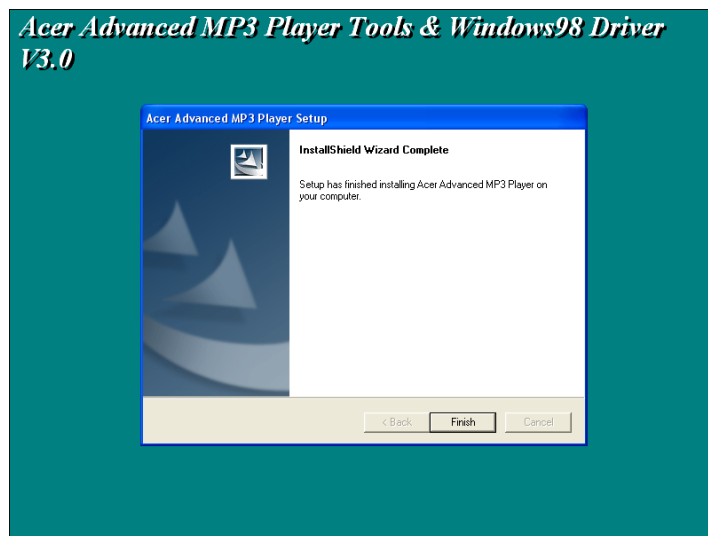 Acer Advanced MP3 Player Tools & Windows98 Driver
V3.0
Acer Advanced MP3 Player Setup
InstallShield Wizard Complete
Setup has finished installing Acer Advanced MP3 Player on
your computer.
< Back Finish Cancel